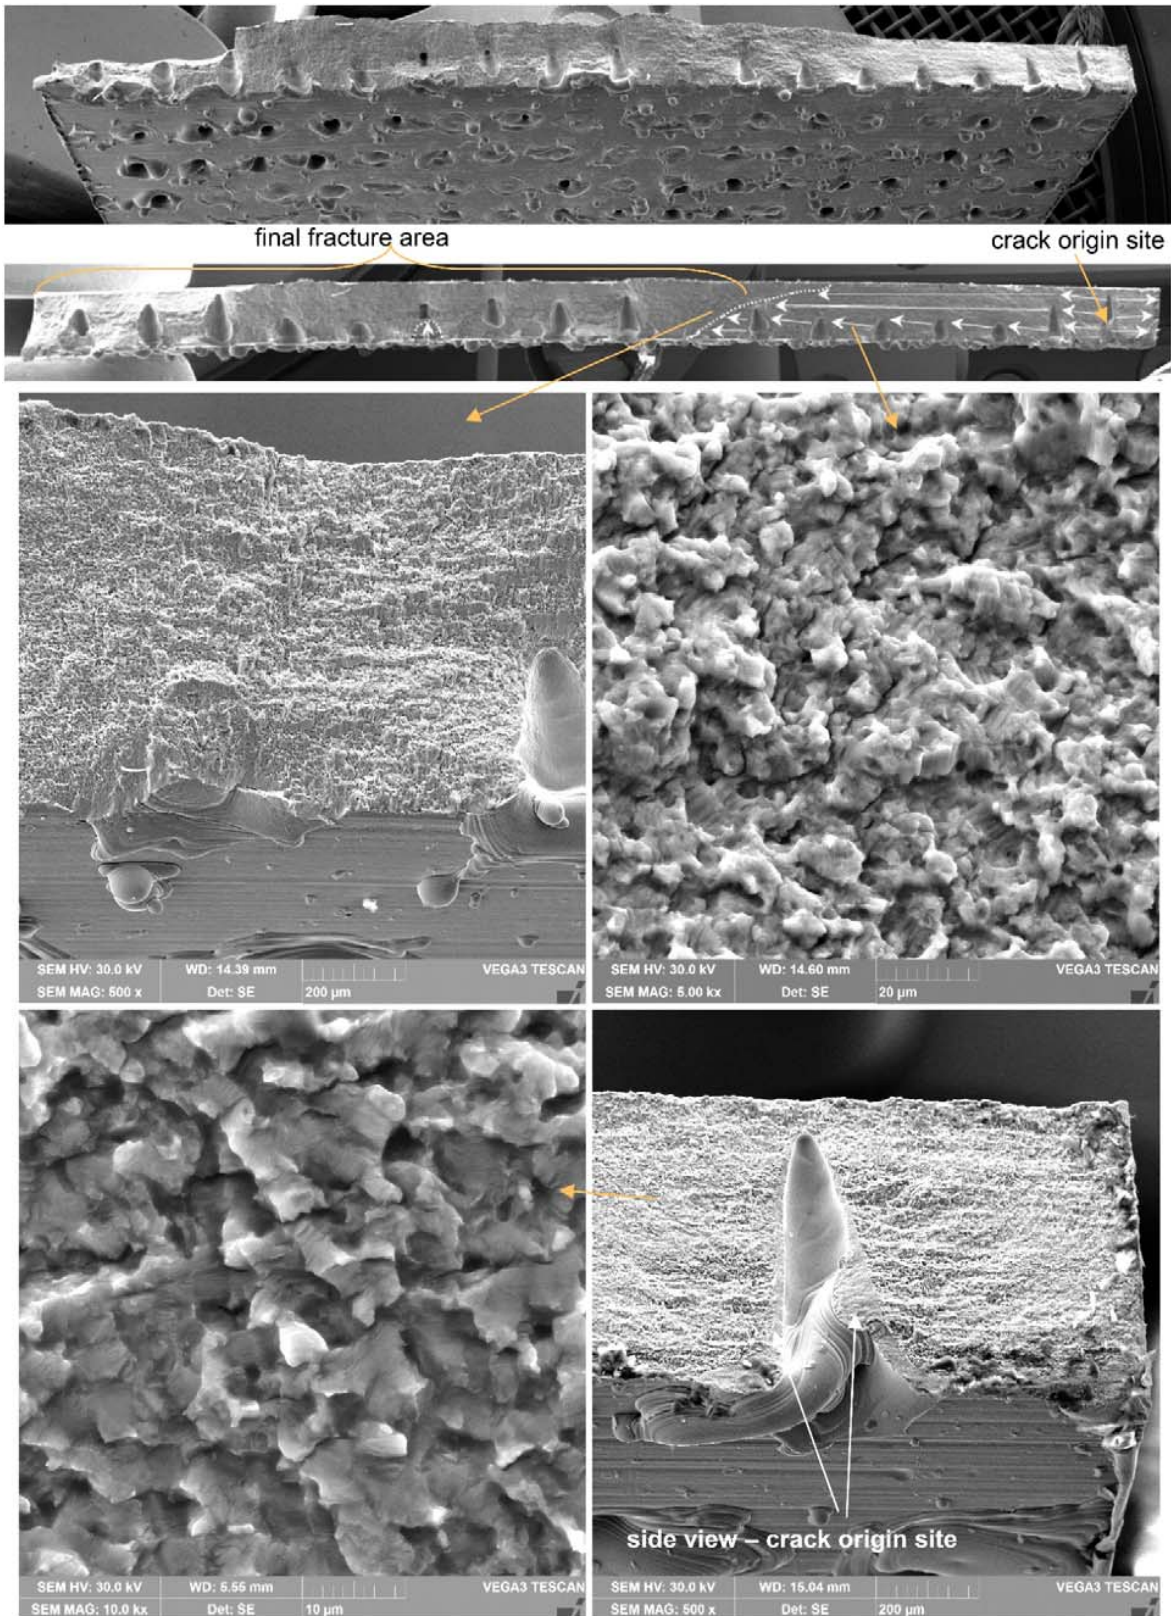 final fracture area
crack origin site
SEM HV: 30.0 kV WD: 14.39 mm VEGA3 TESCAN
SEM MAG: 500 x Det: SE 200 µm
SEM HV: 30.0 kV WD: 14.60 mm VEGA3 TESCAN
SEM MAG: 5.00 kx Det: SE 20 µm
side view – crack origin site
SEM HV: 30.0 kV WD: 5.55 mm VEGA3 TESCAN
SEM MAG: 10.0 kx Det: SE 10 µm
SEM HV: 30.0 kV WD: 15.04 mm VEGA3 TESCAN
SEM MAG: 500 x Det: SE 200 µm